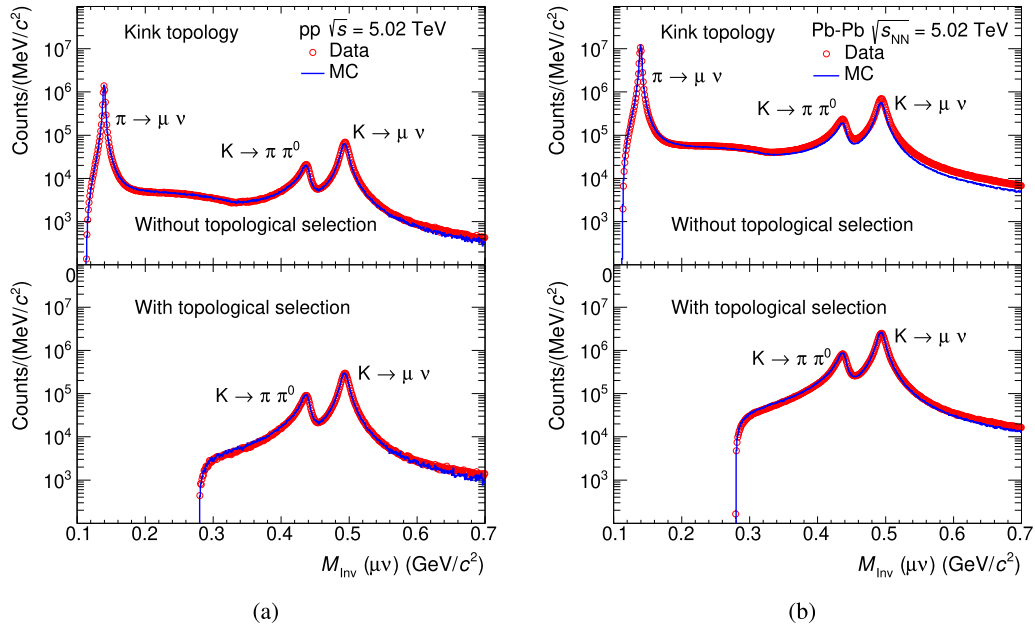 Counts/(MeV/c²)
10⁷
10⁶
10⁵
10⁴
10³
Kink topology
pp √s = 5.02 TeV
Data
MC
π → μ ν
K → π π⁰
K → μ ν
Without topological selection
0
Counts/(MeV/c²)
10⁷
10⁶
10⁵
10⁴
10³
With topological selection
K → π π⁰
K → μ ν
0.1 0.2 0.3 0.4 0.5 0.6 0.7
M_Inv (μν) (GeV/c²)
(a)
Counts/(MeV/c²)
10⁷
10⁶
10⁵
10⁴
10³
Kink topology
Pb-Pb √s_NN = 5.02 TeV
Data
MC
π → μ ν
K → π π⁰
K → μ ν
Without topological selection
0
Counts/(MeV/c²)
10⁷
10⁶
10⁵
10⁴
10³
With topological selection
K → π π⁰
K → μ ν
0.1 0.2 0.3 0.4 0.5 0.6 0.7
M_Inv (μν) (GeV/c²)
(b)